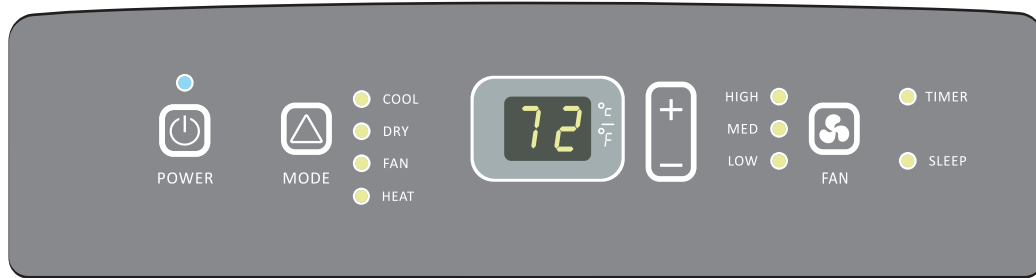 POWER
MODE
COOL
DRY
FAN
HEAT
72
°C
°F
+
−
HIGH
MED
LOW
FAN
TIMER
SLEEP